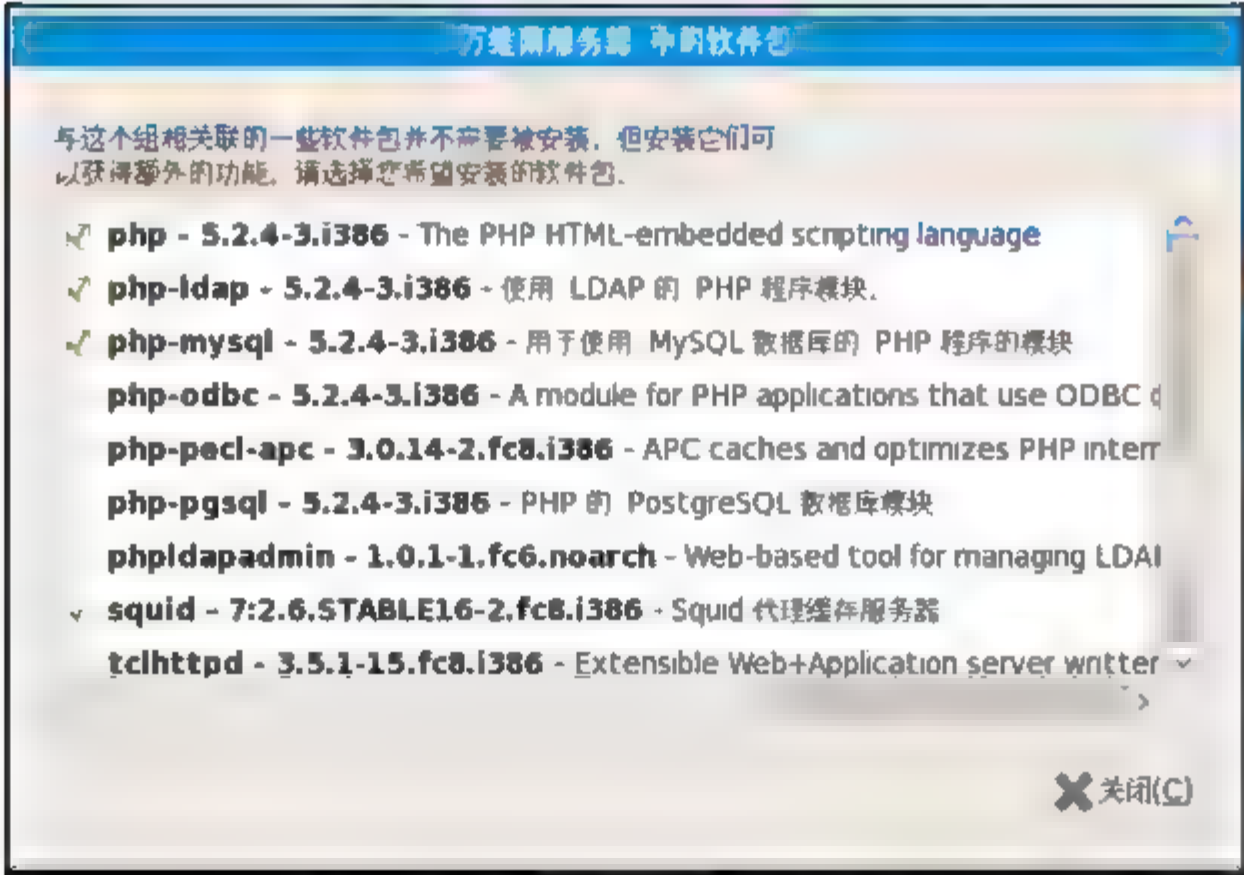 万维网服务器 中的软件包
与这个组相关联的一些软件包并不需要被安装，但安装它们可
以获得额外的功能。请选择您希望安装的软件包。
php - 5.2.4-3.i386 - The PHP HTML-embedded scripting language
php-ldap - 5.2.4-3.i386 - 使用 LDAP 的 PHP 程序模块。
php-mysql - 5.2.4-3.i386 - 用于使用 MySQL 数据库的 PHP 程序的模块
php-odbc - 5.2.4-3.i386 - A module for PHP applications that use ODBC
php-pecl-apc - 3.0.14-2.fc8.i386 - APC caches and optimizes PHP intern
php-pgsql - 5.2.4-3.i386 - PHP 的 PostgreSQL 数据库模块
phpldapadmin - 1.0.1-1.fc6.noarch - Web-based tool for managing LDAP
squid - 7:2.6.STABLE16-2.fc8.i386 - Squid 代理缓存服务器
tclhttpd - 3.5.1-15.fc8.i386 - Extensible Web+Application server writter
关闭(C)